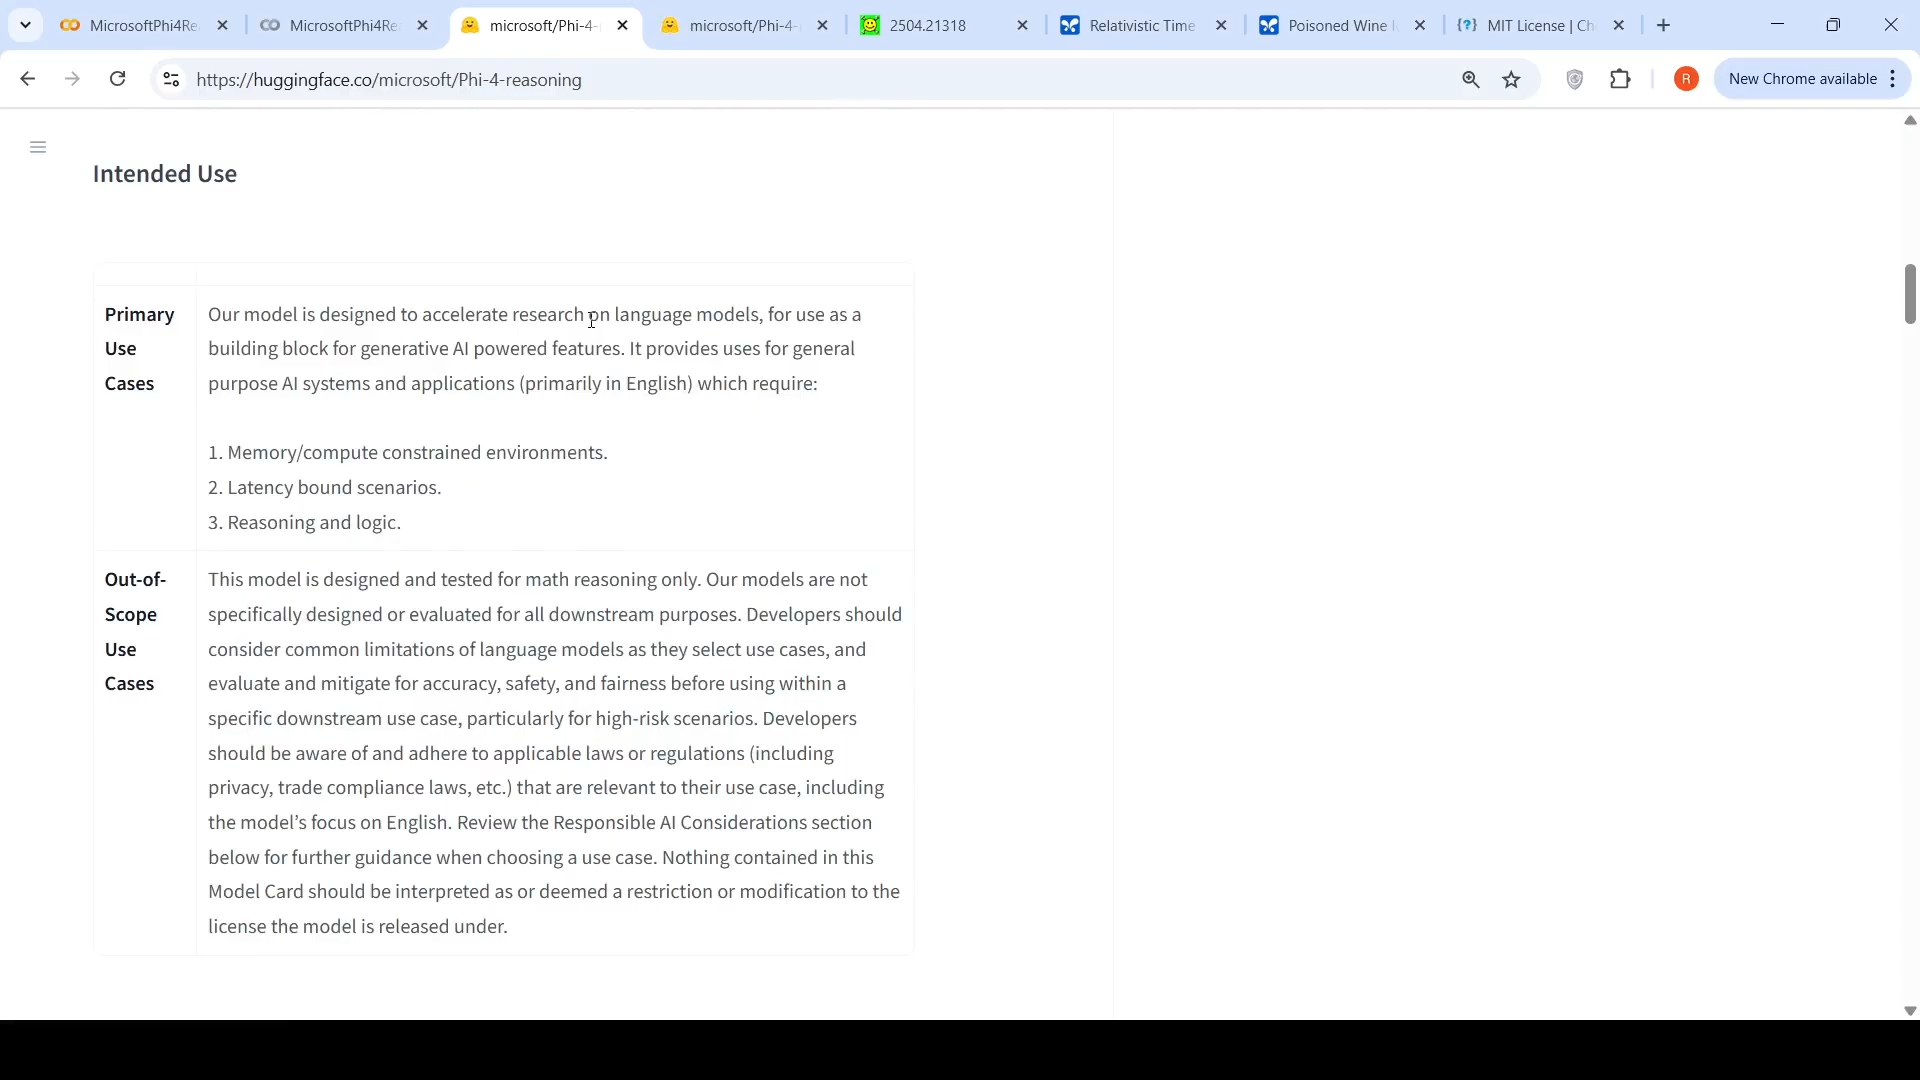 MicrosoftPhi4Re
MicrosoftPhi4Re
microsoft/Phi-4-
microsoft/Phi-4-
2504.21318
Relativistic Time
Poisoned Wine I
MIT License | Ch
https://huggingface.co/microsoft/Phi-4-reasoning
R
New Chrome available
Intended Use
Primary Use Cases
Our model is designed to accelerate research on language models, for use as a
building block for generative AI powered features. It provides uses for general
purpose AI systems and applications (primarily in English) which require:
1. Memory/compute constrained environments.
2. Latency bound scenarios.
3. Reasoning and logic.
Out-of-Scope Use Cases
This model is designed and tested for math reasoning only. Our models are not
specifically designed or evaluated for all downstream purposes. Developers should
consider common limitations of language models as they select use cases, and
evaluate and mitigate for accuracy, safety, and fairness before using within a
specific downstream use case, particularly for high-risk scenarios. Developers
should be aware of and adhere to applicable laws or regulations (including
privacy, trade compliance laws, etc.) that are relevant to their use case, including
the model’s focus on English. Review the Responsible AI Considerations section
below for further guidance when choosing a use case. Nothing contained in this
Model Card should be interpreted as or deemed a restriction or modification to the
license the model is released under.